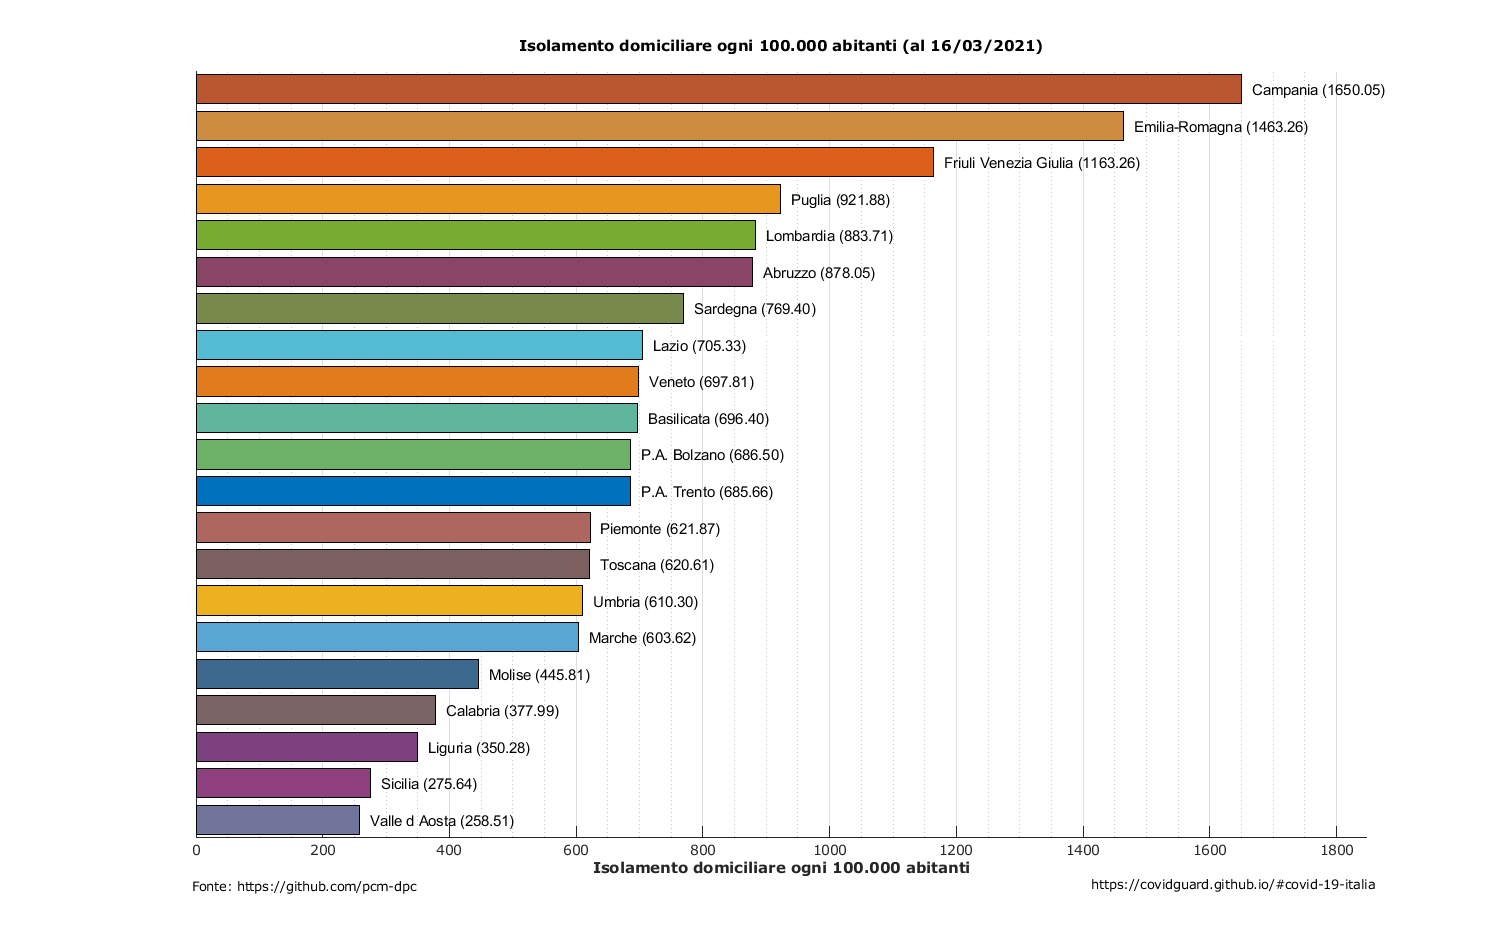 Isolamento domiciliare ogni 100.000 abitanti (al 16/03/2021)
Campania (1650.05)
Emilia-Romagna (1463.26)
Friuli Venezia Giulia (1163.26)
Puglia (921.88)
Lombardia (883.71)
Abruzzo (878.05)
Sardegna (769.40)
Lazio (705.33)
Veneto (697.81)
Basilicata (696.40)
P.A. Bolzano (686.50)
P.A. Trento (685.66)
Piemonte (621.87)
Toscana (620.61)
Umbria (610.30)
Marche (603.62)
Molise (445.81)
Calabria (377.99)
Liguria (350.28)
Sicilia (275.64)
Valle d Aosta (258.51)
0 200 400 600 800 1000 1200 1400 1600 1800
Isolamento domiciliare ogni 100.000 abitanti
Fonte: https://github.com/pcm-dpc
https://covidguard.github.io/#covid-19-italia